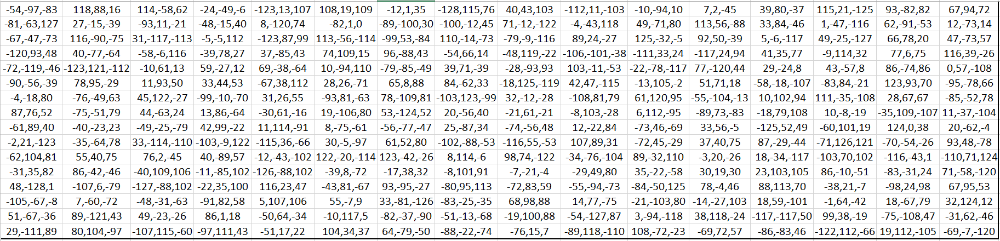 -54,-97,-83 118,88,16 114,-58,62 -24,-49,-6 -123,13,107 108,19,109 -12,1,35 -128,115,76 40,43,103 -112,11,-103 -10,-94,10 7,2,-45 39,80,-37 115,21,-125 93,-82,82 67,94,72
-81,-63,127 27,-15,-39 -93,11,-21 -48,-15,40 8,-120,74 -82,1,0 -89,-100,30 -100,-12,45 71,-12,-122 -4,-43,118 49,-71,80 113,56,-88 33,84,-46 1,-47,-116 62,-91,-53 12,-73,14
-67,-47,-73 116,-90,-75 31,-117,-113 -5,-5,112 -123,87,99 113,-56,-114 -99,53,-84 110,-14,-73 -79,-9,-116 89,24,-27 125,-32,-5 92,50,-39 5,-6,-117 49,-25,-127 66,78,20 47,-73,57
-120,93,48 40,-77,-64 -58,-6,116 -39,78,27 37,-85,43 74,109,15 96,-88,43 -54,66,14 -48,119,-22 -106,-101,-38 -111,33,24 -117,24,94 41,35,77 -9,114,32 77,6,75 116,39,-26
-72,-119,-46 -123,121,-112 -10,61,13 59,-27,12 69,-38,-64 10,-94,110 -79,-85,-49 39,71,-39 -28,-93,93 103,-11,-53 -22,-78,-117 77,-120,44 29,-24,8 43,-57,8 86,-74,86 0,57,-108
-90,-56,-39 78,95,-29 11,93,50 33,44,53 -67,38,112 28,26,-71 65,8,88 84,-62,33 -18,125,-119 42,47,-115 -13,105,-2 51,71,18 -58,-18,-107 -83,84,-21 123,93,70 -95,-78,66
-4,-18,80 -76,-49,63 45,122,-27 -99,-10,-70 31,26,55 -93,81,-63 78,-109,81 -103,123,-99 32,-12,-28 -108,81,79 61,120,95 -55,-104,-13 10,102,94 111,-35,-108 28,67,67 -85,-52,78
87,76,52 -75,-51,79 44,-63,24 13,86,-64 -30,61,-16 19,-106,80 53,-124,52 20,-56,40 -21,61,-21 -8,103,-28 6,112,-95 -89,73,-83 -18,79,108 10,-8,-19 -35,109,-107 11,-37,-104
-61,89,40 -40,-23,23 -49,-25,-79 42,99,-22 11,114,-91 8,-75,-61 -56,-77,-47 25,-87,34 -74,-56,48 12,-22,84 -73,46,-69 33,56,-5 -125,52,49 -60,101,19 124,0,38 20,-62,-4
-2,21,-123 -35,-64,78 33,-114,-110 -103,-9,122 -115,36,-66 30,-5,-97 61,52,80 -102,-88,-53 -116,55,-53 107,89,31 -72,45,-29 37,40,75 87,-29,-44 -71,126,121 -70,-54,-26 93,48,-78
-62,104,81 55,40,75 76,2,-45 40,-89,57 -12,-43,-102 122,-20,-114 123,-42,-26 8,114,-6 98,74,-122 -34,-76,-104 89,-32,110 -3,20,-26 18,-34,-117 -103,70,102 -116,-43,1 -110,71,124
-31,35,82 86,-42,-46 -40,109,106 -11,-85,102 -126,-88,102 -39,8,-72 -17,38,32 -8,101,91 -7,-21,-4 -29,49,80 35,-22,-58 30,19,30 23,103,105 86,-10,-51 -83,-31,24 71,-58,-120
48,-128,1 -107,6,-79 -127,-88,102 -22,35,100 116,23,47 -43,81,-67 93,-95,-27 -80,95,113 -72,83,59 -55,-94,-73 -84,-50,125 78,-4,46 88,113,70 -38,21,-7 -98,24,98 67,95,53
-105,-67,-8 7,-60,-72 -48,-31,-63 -91,82,58 5,107,106 55,-7,9 33,-81,-126 -83,-25,-35 68,98,88 14,77,-75 -21,-103,80 -14,-27,103 18,59,-101 -1,64,-42 18,-67,79 32,124,12
51,-67,-36 89,-121,43 49,-23,-26 86,1,18 -50,64,-34 -10,117,5 -82,-37,-90 -51,-13,-68 -19,100,88 -54,-127,87 3,-94,-118 38,118,-24 -117,-117,50 99,38,-19 -75,-108,47 -31,62,-46
29,-111,89 80,104,-97 -107,115,-60 -97,111,43 -51,17,22 104,34,37 64,-79,-50 -88,-22,-74 -76,15,7 -89,118,-110 108,-72,-23 -69,72,57 -86,-83,46 -122,112,-66 19,112,-105 -69,-7,-120